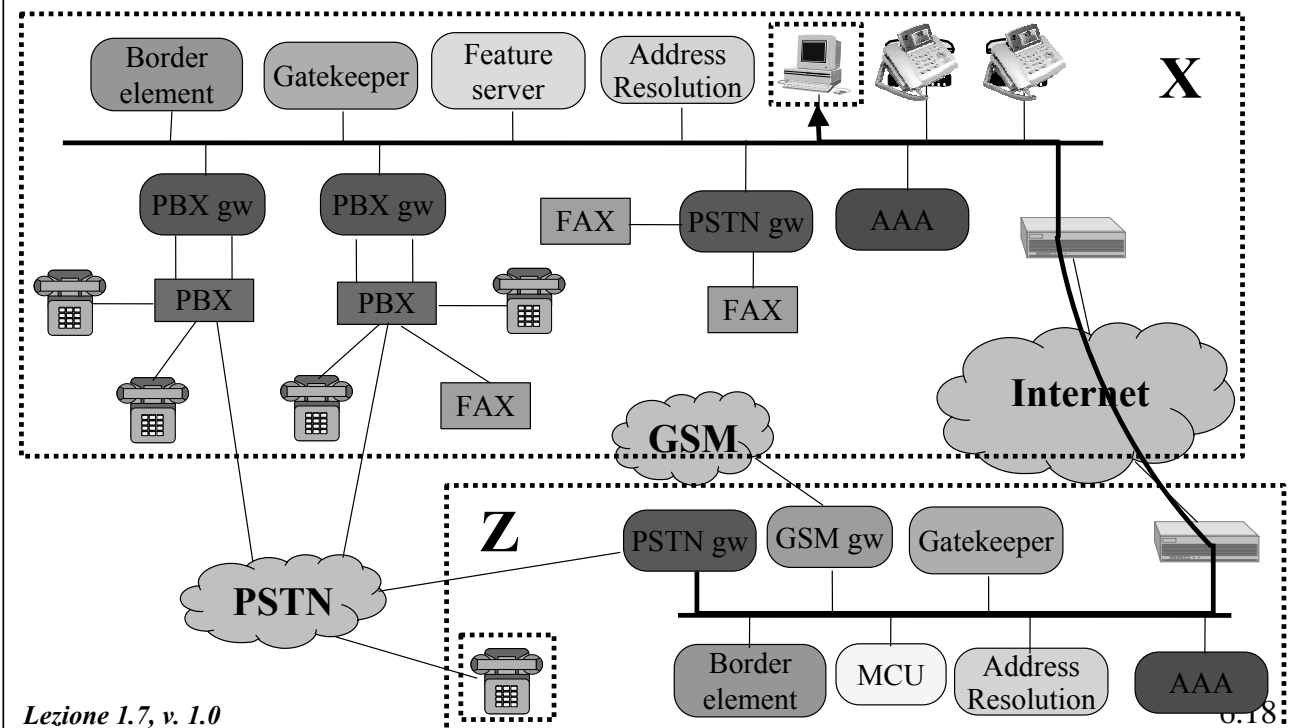 Border
element
Gatekeeper
Feature
server
Address
Resolution
X
PBX gw
PBX gw
FAX
PSTN gw
AAA
PBX
PBX
FAX
FAX
Internet
GSM
Z
PSTN gw
GSM gw
Gatekeeper
PSTN
Border
element
MCU
Address
Resolution
AAA
Lezione 1.7, v. 1.0
6.18